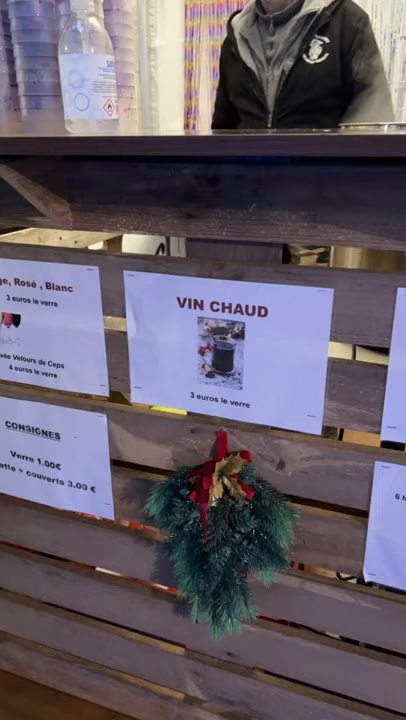 ge, Rosé , Blanc
3 euros le verre
vée Velours de Ceps
4 euros le verre
VIN CHAUD
3 euros le verre
CONSIGNES
Verre 1.00€
ette + couverts 3.00 €
6